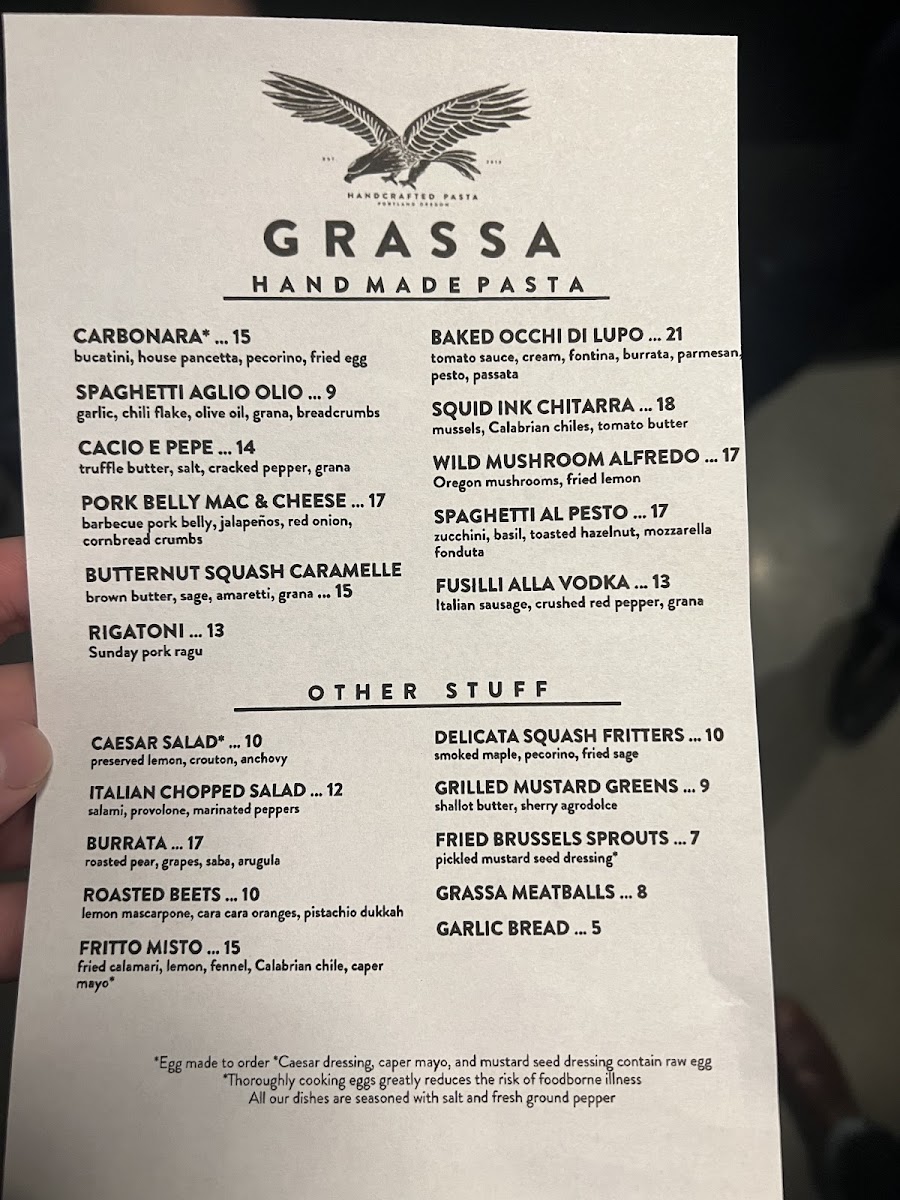 EST.
2013
HANDCRAFTED PASTA
PORTLAND OREGON
GRASSA
HANDMADE PASTA
CARBONARA* ... 15
bucatini, house pancetta, pecorino, fried egg
SPAGHETTI AGLIO OLIO ... 9
garlic, chili flake, olive oil, grana, breadcrumbs
CACIO E PEPE ... 14
truffle butter, salt, cracked pepper, grana
PORK BELLY MAC & CHEESE ... 17
barbecue pork belly, jalapeños, red onion,
cornbread crumbs
BUTTERNUT SQUASH CARAMELLE
brown butter, sage, amaretti, grana ... 15
RIGATONI ... 13
Sunday pork ragu
BAKED OCCHI DI LUPO ... 21
tomato sauce, cream, fontina, burrata, parmesan,
pesto, passata
SQUID INK CHITARRA ... 18
mussels, Calabrian chiles, tomato butter
WILD MUSHROOM ALFREDO ... 17
Oregon mushrooms, fried lemon
SPAGHETTI AL PESTO ... 17
zucchini, basil, toasted hazelnut, mozzarella
fonduta
FUSILLI ALLA VODKA ... 13
Italian sausage, crushed red pepper, grana
OTHER STUFF
CAESAR SALAD* ... 10
preserved lemon, crouton, anchovy
ITALIAN CHOPPED SALAD ... 12
salami, provolone, marinated peppers
BURRATA ... 17
roasted pear, grapes, saba, arugula
ROASTED BEETS ... 10
lemon mascarpone, cara cara oranges, pistachio dukkah
FRITTO MISTO ... 15
fried calamari, lemon, fennel, Calabrian chile, caper
mayo*
DELICATA SQUASH FRITTERS ... 10
smoked maple, pecorino, fried sage
GRILLED MUSTARD GREENS ... 9
shallot butter, sherry agrodolce
FRIED BRUSSELS SPROUTS ... 7
pickled mustard seed dressing*
GRASSA MEATBALLS ... 8
GARLIC BREAD ... 5
*Egg made to order *Caesar dressing, caper mayo, and mustard seed dressing contain raw egg
*Thoroughly cooking eggs greatly reduces the risk of foodborne illness
All our dishes are seasoned with salt and fresh ground pepper